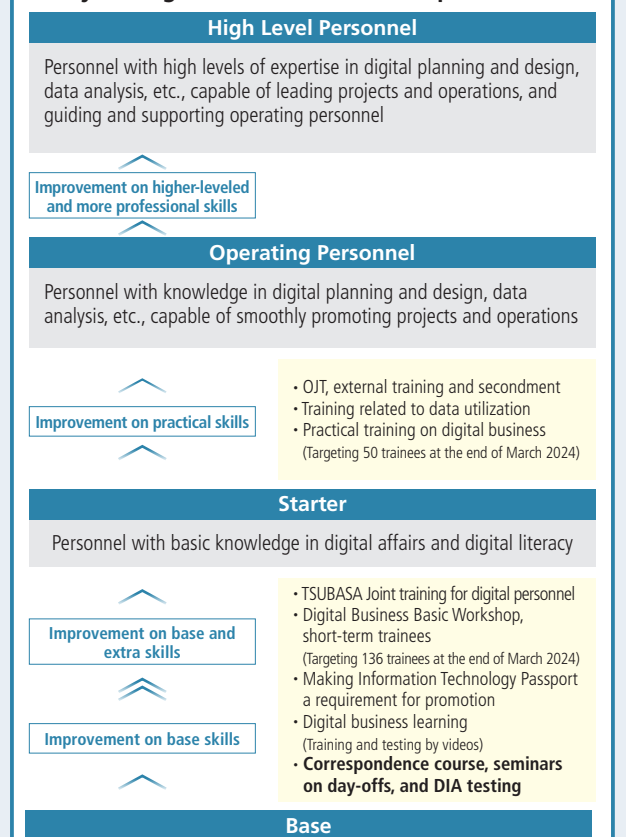 High Level Personnel
Personnel with high levels of expertise in digital planning and design,
data analysis, etc., capable of leading projects and operations, and
guiding and supporting operating personnel
Improvement on higher-leveled
and more professional skills
Operating Personnel
Personnel with knowledge in digital planning and design, data
analysis, etc., capable of smoothly promoting projects and operations
Improvement on practical skills
・OJT, external training and secondment
・Training related to data utilization
・Practical training on digital business
(Targeting 50 trainees at the end of March 2024)
Starter
Personnel with basic knowledge in digital affairs and digital literacy
Improvement on base and
extra skills
Improvement on base skills
・TSUBASA Joint training for digital personnel
・Digital Business Basic Workshop,
short-term trainees
(Targeting 136 trainees at the end of March 2024)
・Making Information Technology Passport
a requirement for promotion
・Digital business learning
(Training and testing by videos)
・Correspondence course, seminars
on day-offs, and DIA testing
Base